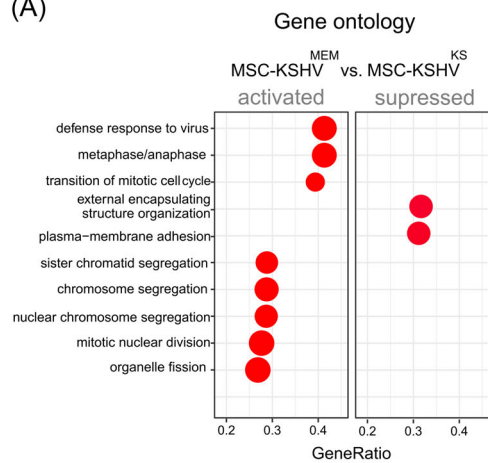 (A)
Gene ontology
MSC-KSHV^MEM vs. MSC-KSHV^KS
activated supressed
defense response to virus
metaphase/anaphase
transition of mitotic cell cycle
external encapsulating
structure organization
plasma−membrane adhesion
sister chromatid segregation
chromosome segregation
nuclear chromosome segregation
mitotic nuclear division
organelle fission
0.2 0.3 0.4 0.2 0.3 0.4
GeneRatio